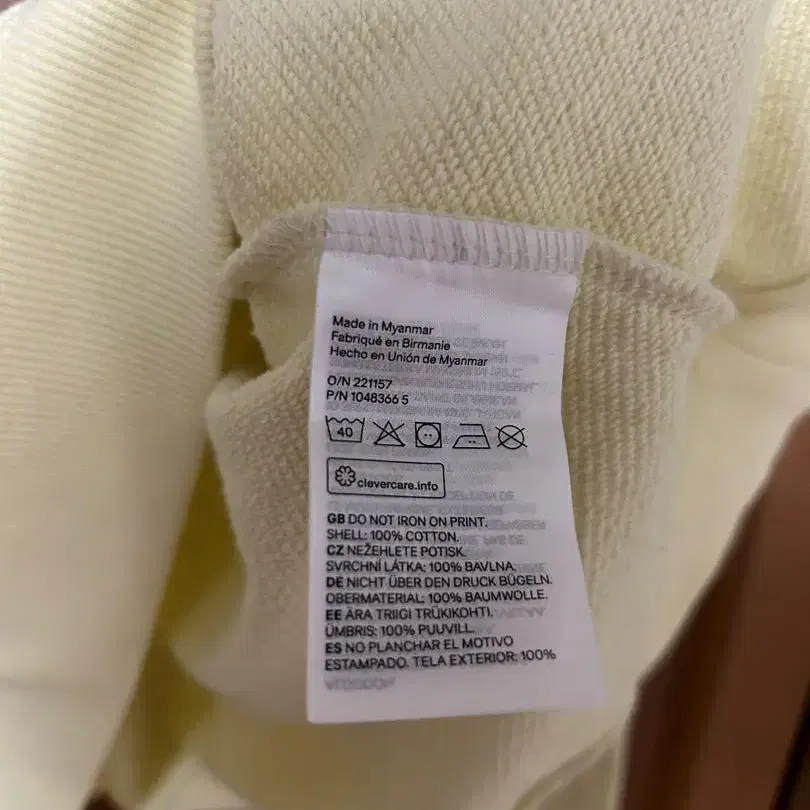 Made in Myanmar
Fabriqué en Birmanie
Hecho en Unión de Myanmar
O/N 221157
P/N 1048366 5
40
clevercare.info
GB DO NOT IRON ON PRINT.
SHELL: 100% COTTON.
CZ NEŽEHLETE POTISK.
SVRCHNÍ LÁTKA: 100% BAVLNA.
DE NICHT ÜBER DEN DRUCK BÜGELN.
OBERMATERIAL: 100% BAUMWOLLE.
EE ÄRA TRIIGI TRÜKIKOHTI.
ÜMBRIS: 100% PUUVILL.
ES NO PLANCHAR EL MOTIVO
ESTAMPADO. TELA EXTERIOR: 100%